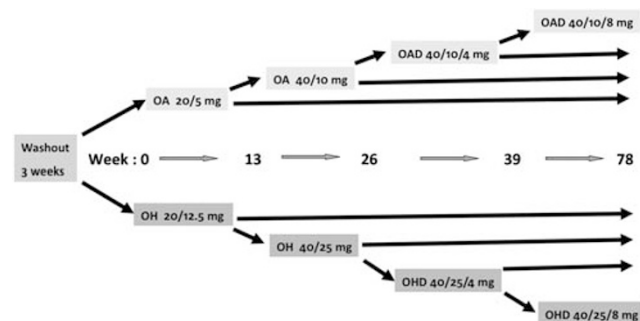 OAD 40/10/8 mg
OAD 40/10/4 mg
OA 40/10 mg
OA 20/5 mg
Washout
3 weeks
Week : 0 13 26 39 78
OH 20/12.5 mg
OH 40/25 mg
OHD 40/25/4 mg
OHD 40/25/8 mg